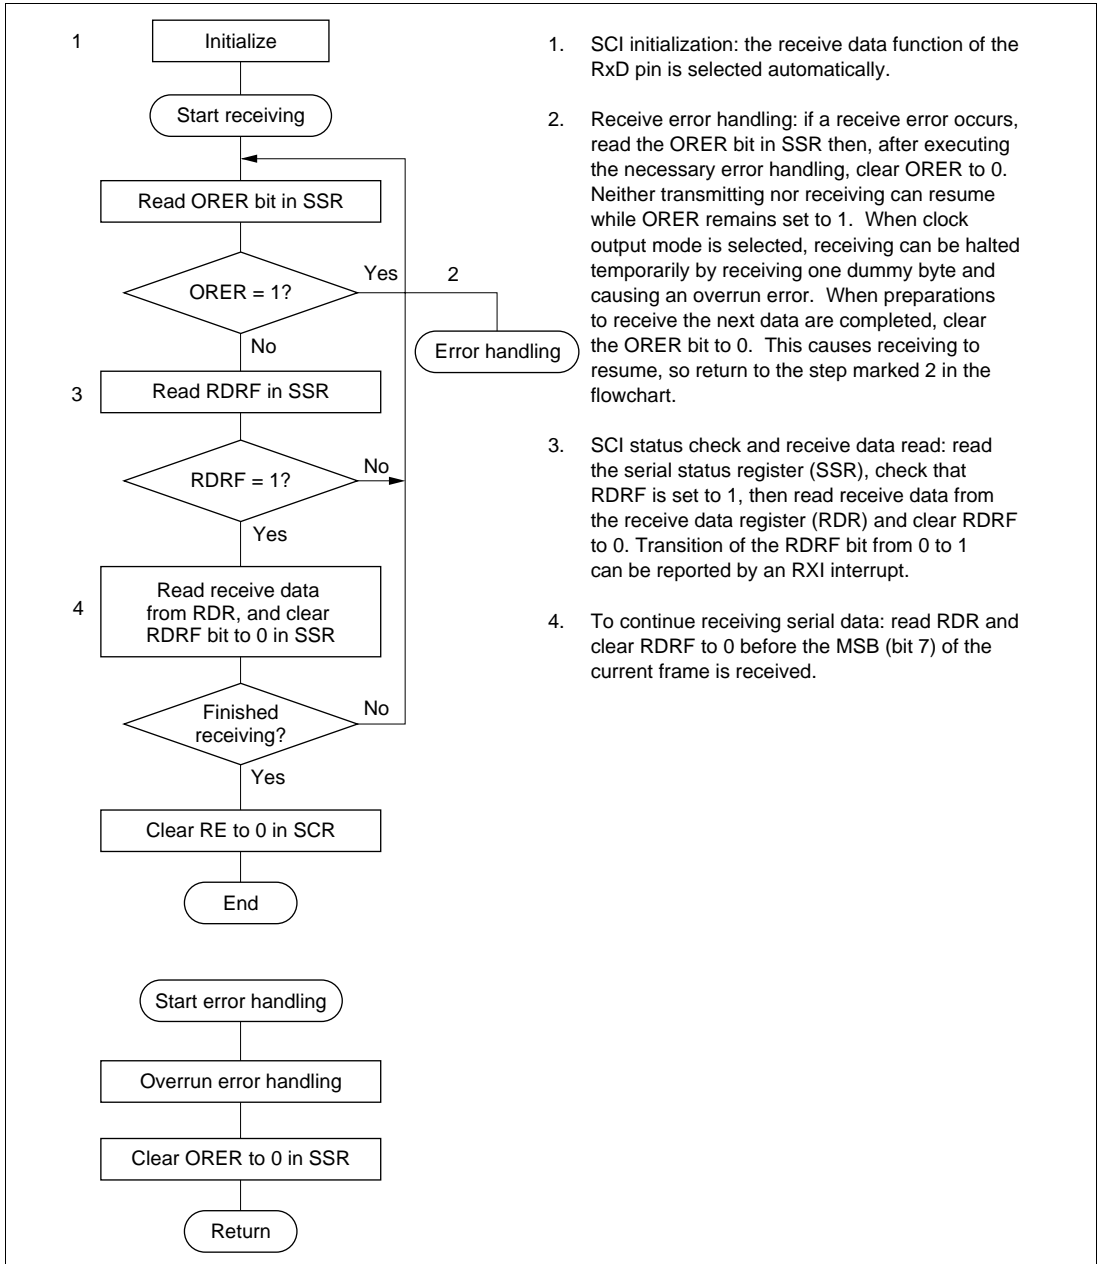 1
Initialize
Start receiving
Read ORER bit in SSR
ORER = 1?
Yes
2
Error handling
No
3
Read RDRF in SSR
RDRF = 1?
No
Yes
4
Read receive data
from RDR, and clear
RDRF bit to 0 in SSR
Finished
receiving?
No
Yes
Clear RE to 0 in SCR
End
Start error handling
Overrun error handling
Clear ORER to 0 in SSR
Return
1. SCI initialization: the receive data function of the
RxD pin is selected automatically.
2. Receive error handling: if a receive error occurs,
read the ORER bit in SSR then, after executing
the necessary error handling, clear ORER to 0.
Neither transmitting nor receiving can resume
while ORER remains set to 1. When clock
output mode is selected, receiving can be halted
temporarily by receiving one dummy byte and
causing an overrun error. When preparations
to receive the next data are completed, clear
the ORER bit to 0. This causes receiving to
resume, so return to the step marked 2 in the
flowchart.
3. SCI status check and receive data read: read
the serial status register (SSR), check that
RDRF is set to 1, then read receive data from
the receive data register (RDR) and clear RDRF
to 0. Transition of the RDRF bit from 0 to 1
can be reported by an RXI interrupt.
4. To continue receiving serial data: read RDR and
clear RDRF to 0 before the MSB (bit 7) of the
current frame is received.